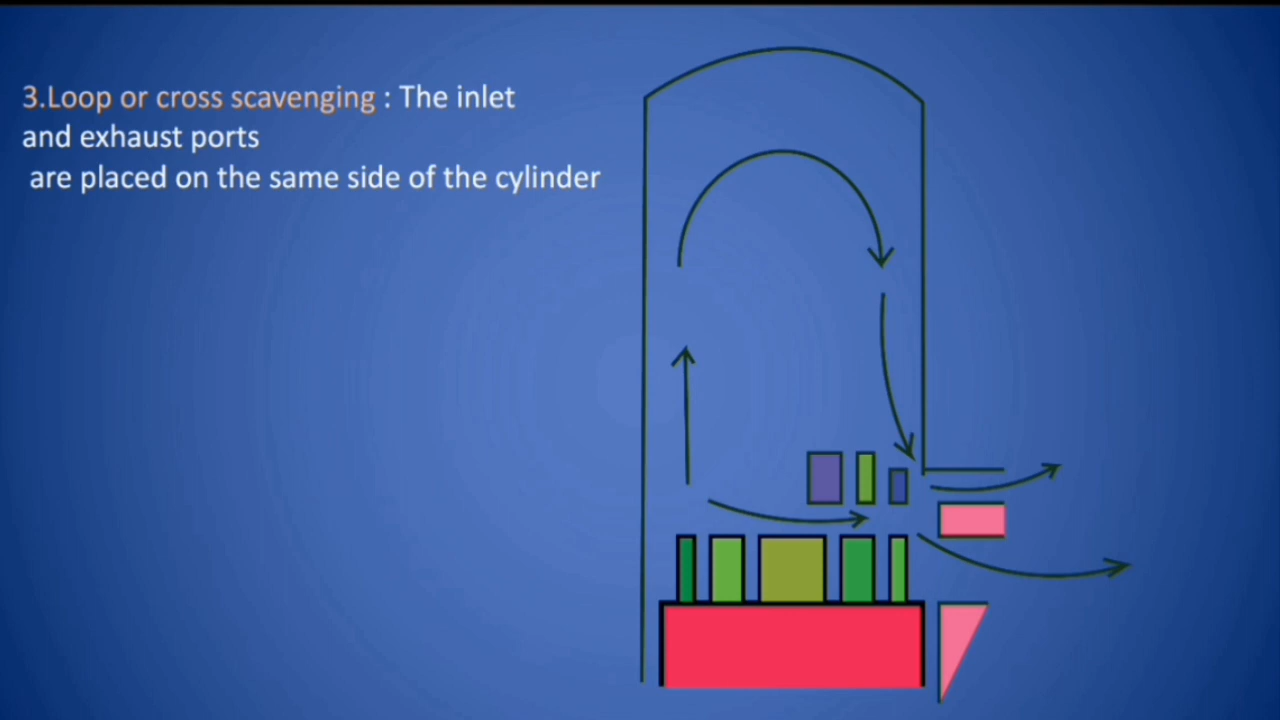 3.Loop or cross scavenging : The inlet
and exhaust ports
are placed on the same side of the cylinder